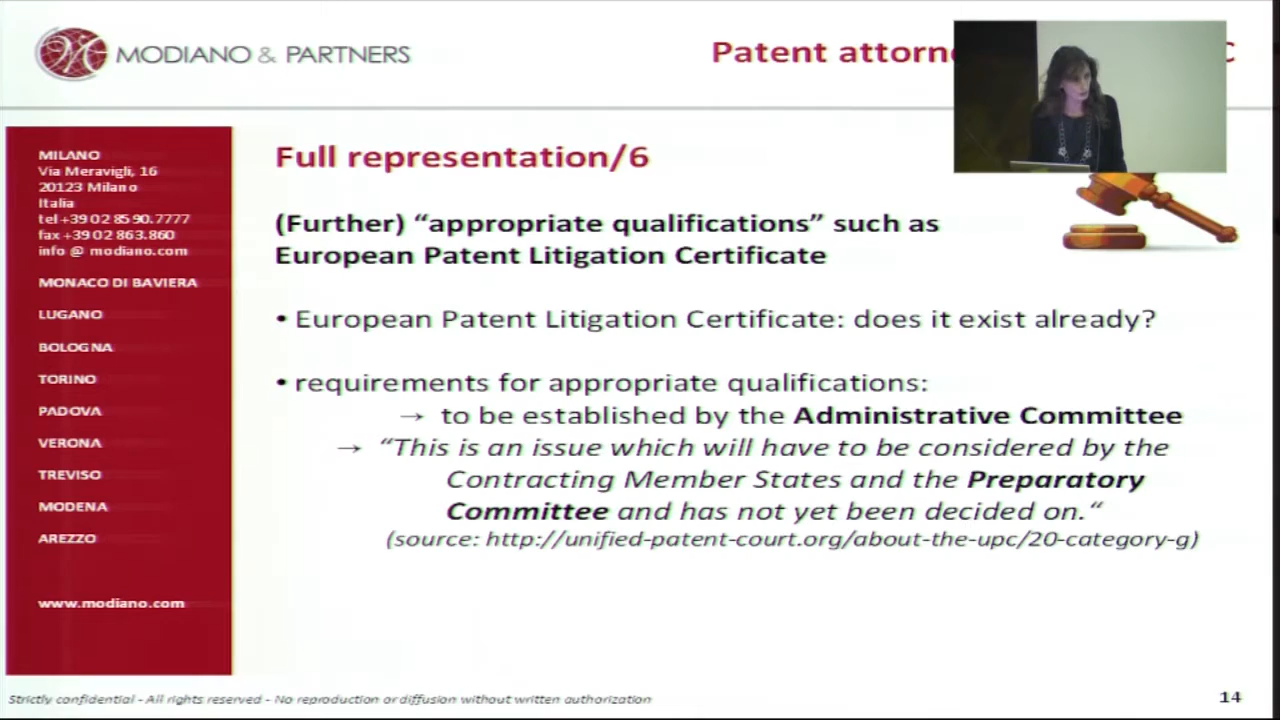 MODIANO & PARTNERS
Patent attorne C
MILANO
Via Meravigli, 16
20123 Milano
Italia
tel +39 02 85 90.7777
fax +39 02 863.860
info @ modiano.com
MONACO DI BAVIERA
LUGANO
BOLOGNA
TORINO
PADOVA
VERONA
TREVISO
MODENA
AREZZO
www.modiano.com
Full representation/6
(Further) “appropriate qualifications” such as
European Patent Litigation Certificate
• European Patent Litigation Certificate: does it exist already?
• requirements for appropriate qualifications:
→ to be established by the Administrative Committee
→ “This is an issue which will have to be considered by the
Contracting Member States and the Preparatory
Committee and has not yet been decided on.“
(source: http://unified-patent-court.org/about-the-upc/20-category-g)
Strictly confidential - All rights reserved - No reproduction or diffusion without written authorization
14